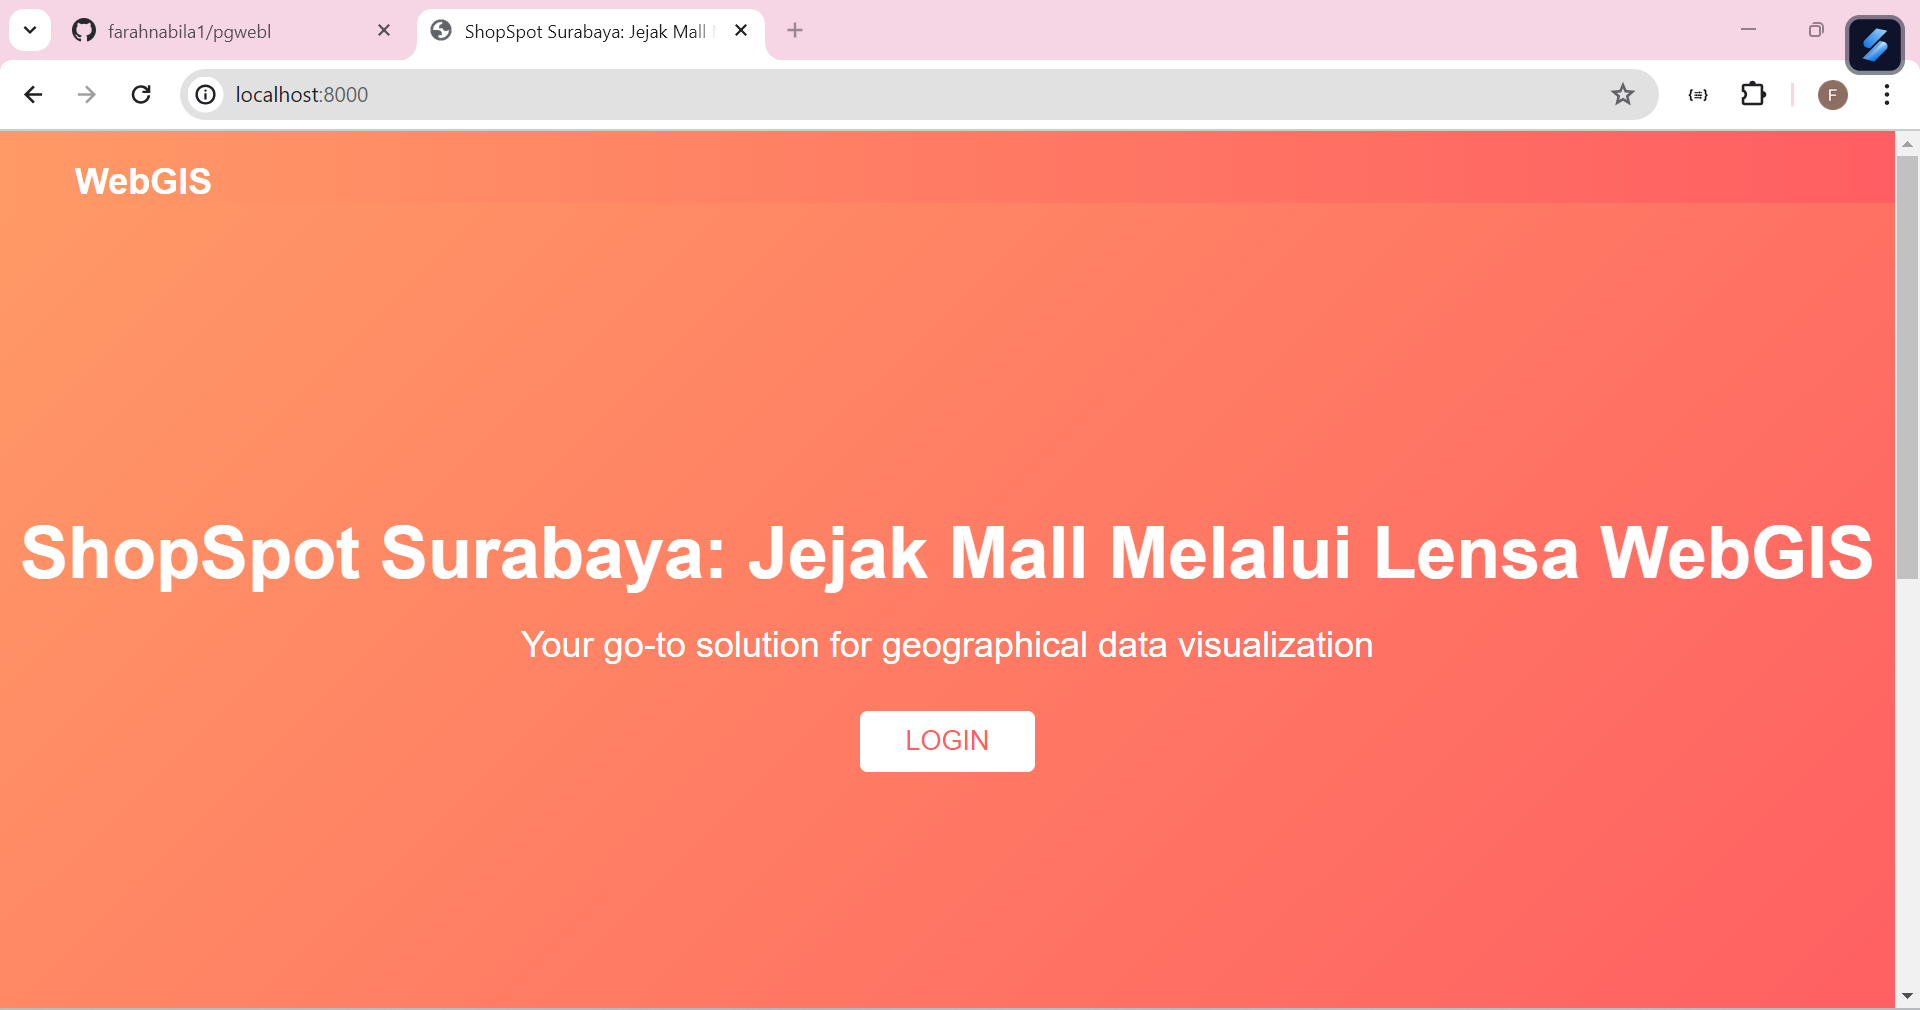 farahnabila1/pgwebl
ShopSpot Surabaya: Jejak Mall
localhost:8000
F
WebGIS
ShopSpot Surabaya: Jejak Mall Melalui Lensa WebGIS
Your go-to solution for geographical data visualization
LOGIN